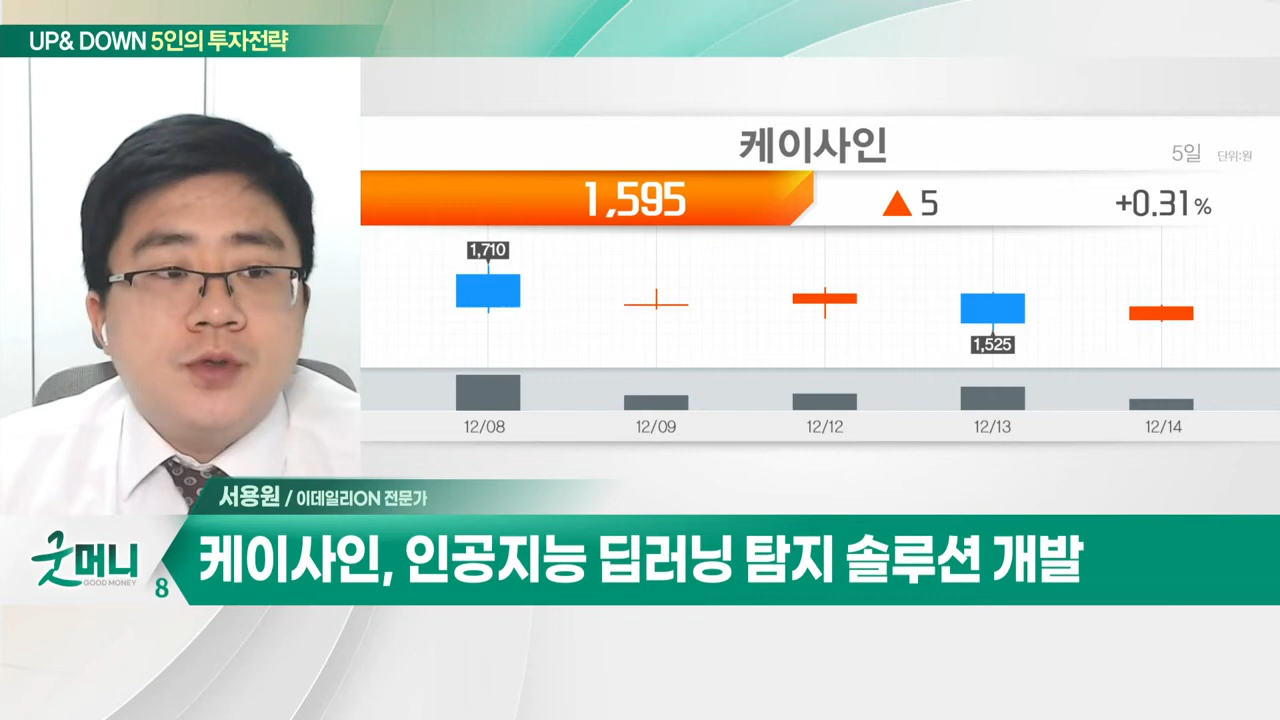 UP& DOWN 5인의 투자전략
케이사인
5일 단위:원
1,595
▲ 5
+0.31%
1,710
1,525
12/08
12/09
12/12
12/13
12/14
서용원 / 이데일리ON 전문가
굿머니
GOOD MONEY
8
케이사인, 인공지능 딥러닝 탐지 솔루션 개발